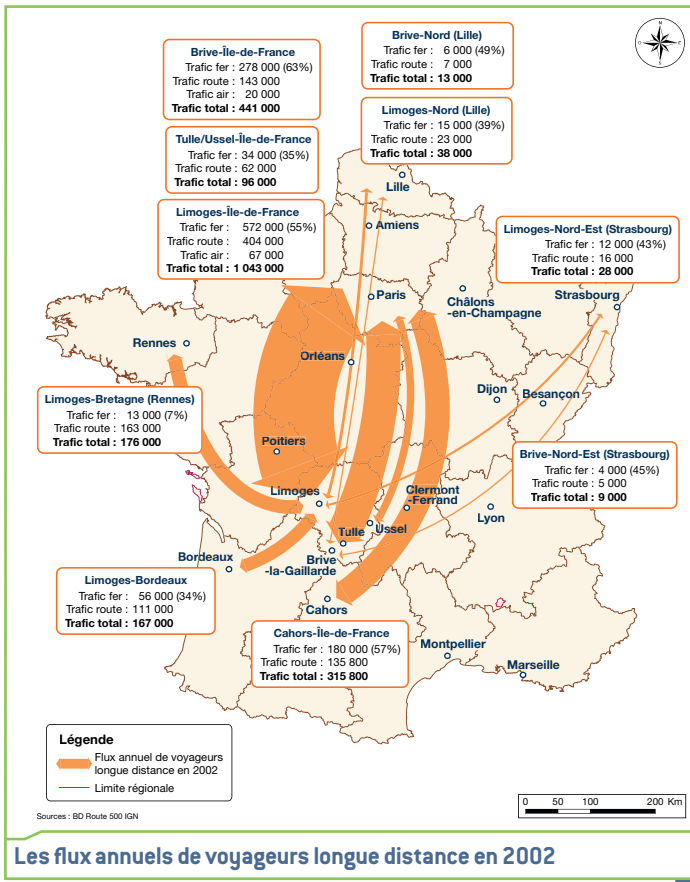 Brive-Île-de-France
Trafic fer : 278 000 (63%)
Trafic route : 143 000
Trafic air : 20 000
Trafic total : 441 000
Brive-Nord (Lille)
Trafic fer : 6 000 (49%)
Trafic route : 7 000
Trafic total : 13 000
N
O
E
S
Tulle/Ussel-Île-de-France
Trafic fer : 34 000 (35%)
Trafic route : 62 000
Trafic total : 96 000
Limoges-Nord (Lille)
Trafic fer : 15 000 (39%)
Trafic route : 23 000
Trafic total : 38 000
Limoges-Île-de-France
Trafic fer : 572 000 (55%)
Trafic route : 404 000
Trafic air : 67 000
Trafic total : 1 043 000
Limoges-Nord-Est (Strasbourg)
Trafic fer : 12 000 (43%)
Trafic route : 16 000
Trafic total : 28 000
Lille
Amiens
Paris
Châlons
-en-Champagne
Strasbourg
Rennes
Orléans
Dijon
Besançon
Limoges-Bretagne (Rennes)
Trafic fer : 13 000 (7%)
Trafic route : 163 000
Trafic total : 176 000
Poitiers
Limoges
Clermont
-Ferrand
Lyon
Brive-Nord-Est (Strasbourg)
Trafic fer : 4 000 (45%)
Trafic route : 5 000
Trafic total : 9 000
Tulle
Ussel
Bordeaux
Brive
-la-Gaillarde
Cahors
Limoges-Bordeaux
Trafic fer : 56 000 (34%)
Trafic route : 111 000
Trafic total : 167 000
Cahors-Île-de-France
Trafic fer : 180 000 (57%)
Trafic route : 135 800
Trafic total : 315 800
Montpellier
Marseille
Légende
Flux annuel de voyageurs
longue distance en 2002
Limite régionale
Sources : BD Route 500 IGN
0 50 100 200 Km
Les flux annuels de voyageurs longue distance en 2002